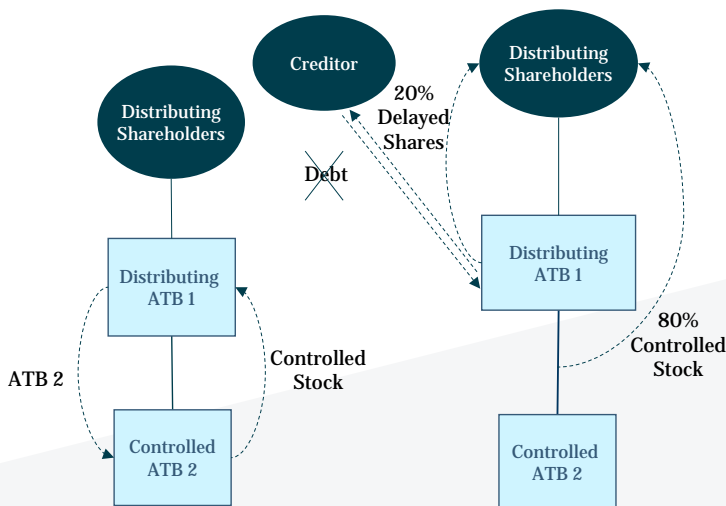 Distributing
Shareholders
Distributing
ATB 1
ATB 2
Controlled
Stock
Controlled
ATB 2
Creditor
20%
Delayed
Shares
Debt
Distributing
Shareholders
Distributing
ATB 1
80%
Controlled
Stock
Controlled
ATB 2